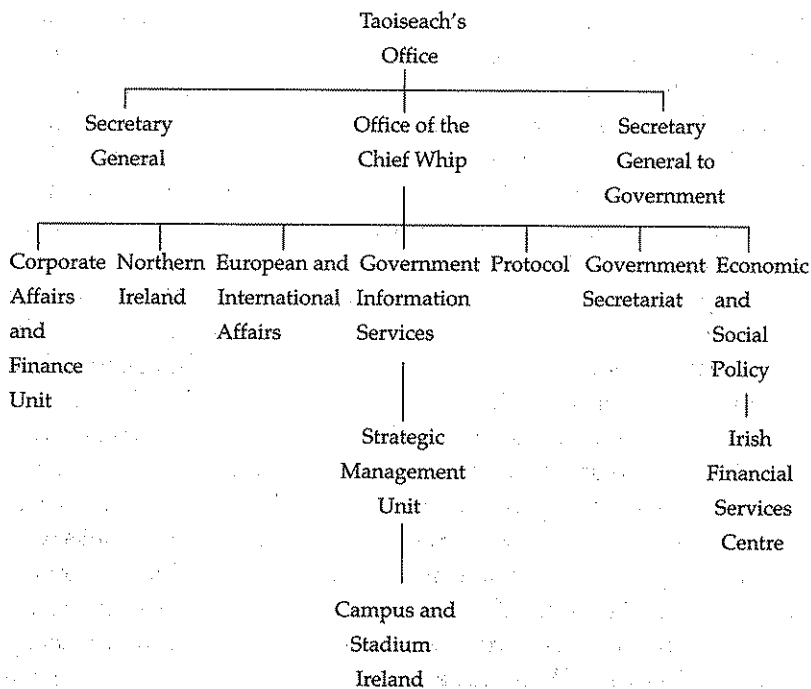 Taoiseach's
Office
Secretary
General
Office of the
Chief Whip
Secretary
General to
Government
Corporate
Affairs
and
Finance
Unit
Northern
Ireland
European and
International
Affairs
Government
Information
Services
Protocol
Government
Secretariat
Economic
and
Social
Policy
Strategic
Management
Unit
Irish
Financial
Services
Centre
Campus and
Stadium
Ireland